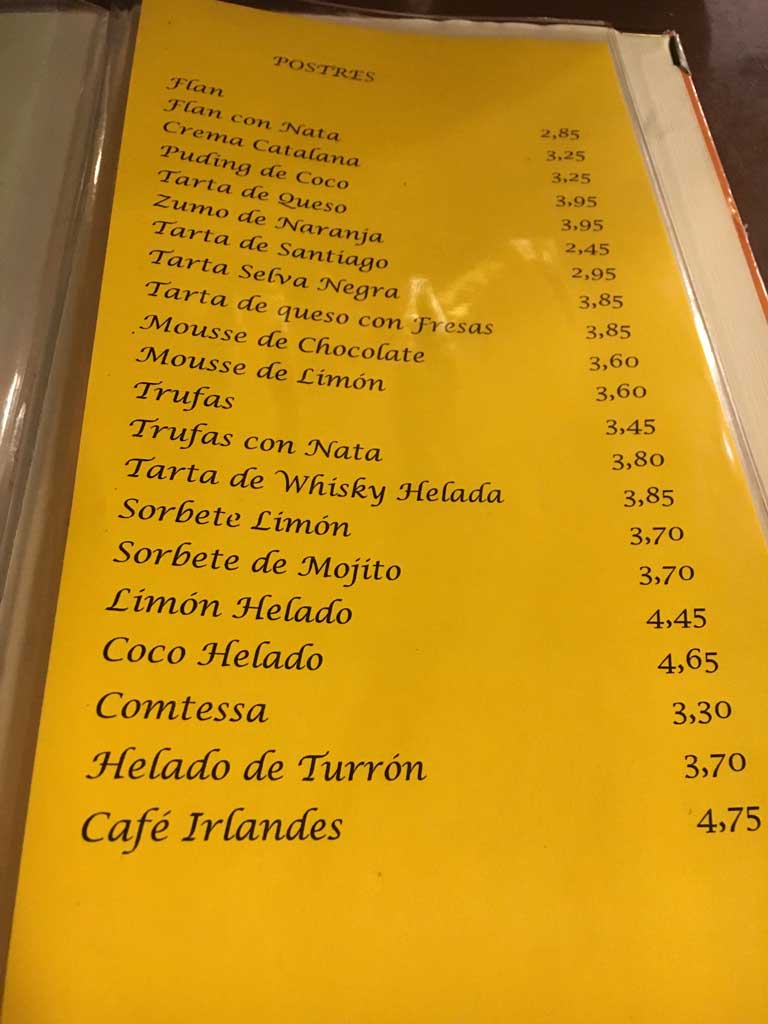 POSTRES
Flan 2,85
Flan con Nata 3,25
Crema Catalana 3,25
Puding de Coco 3,95
Tarta de Queso 3,95
Zumo de Naranja 2,45
Tarta de Santiago 2,95
Tarta Selva Negra 3,85
Tarta de queso con Fresas 3,85
Mousse de Chocolate 3,60
Mousse de Limón 3,60
Trufas 3,45
Trufas con Nata 3,80
Tarta de Whisky Helada 3,85
Sorbete Limón 3,70
Sorbete de Mojito 3,70
Limón Helado 4,45
Coco Helado 4,65
Comtessa 3,30
Helado de Turrón 3,70
Café Irlandes 4,75